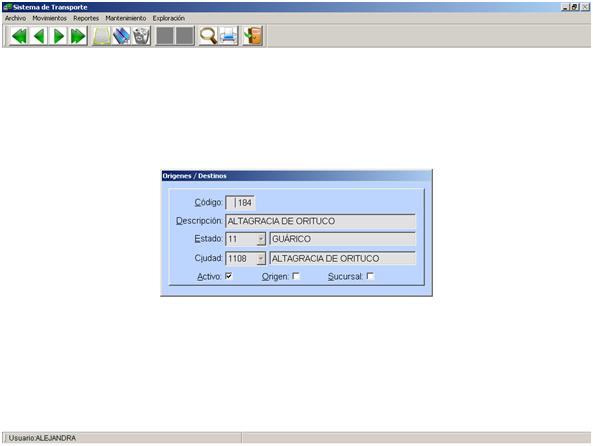 Sistema de Transporte
Archivo Movimientos Reportes Mantenimiento Exploración
Origenes / Destinos
Código: 184
Descripción: ALTAGRACIA DE ORITUCO
Estado: 11 GUÁRICO
Ciudad: 1108 ALTAGRACIA DE ORITUCO
Activo: Origen: Sucursal:
Usuario:ALEJANDRA